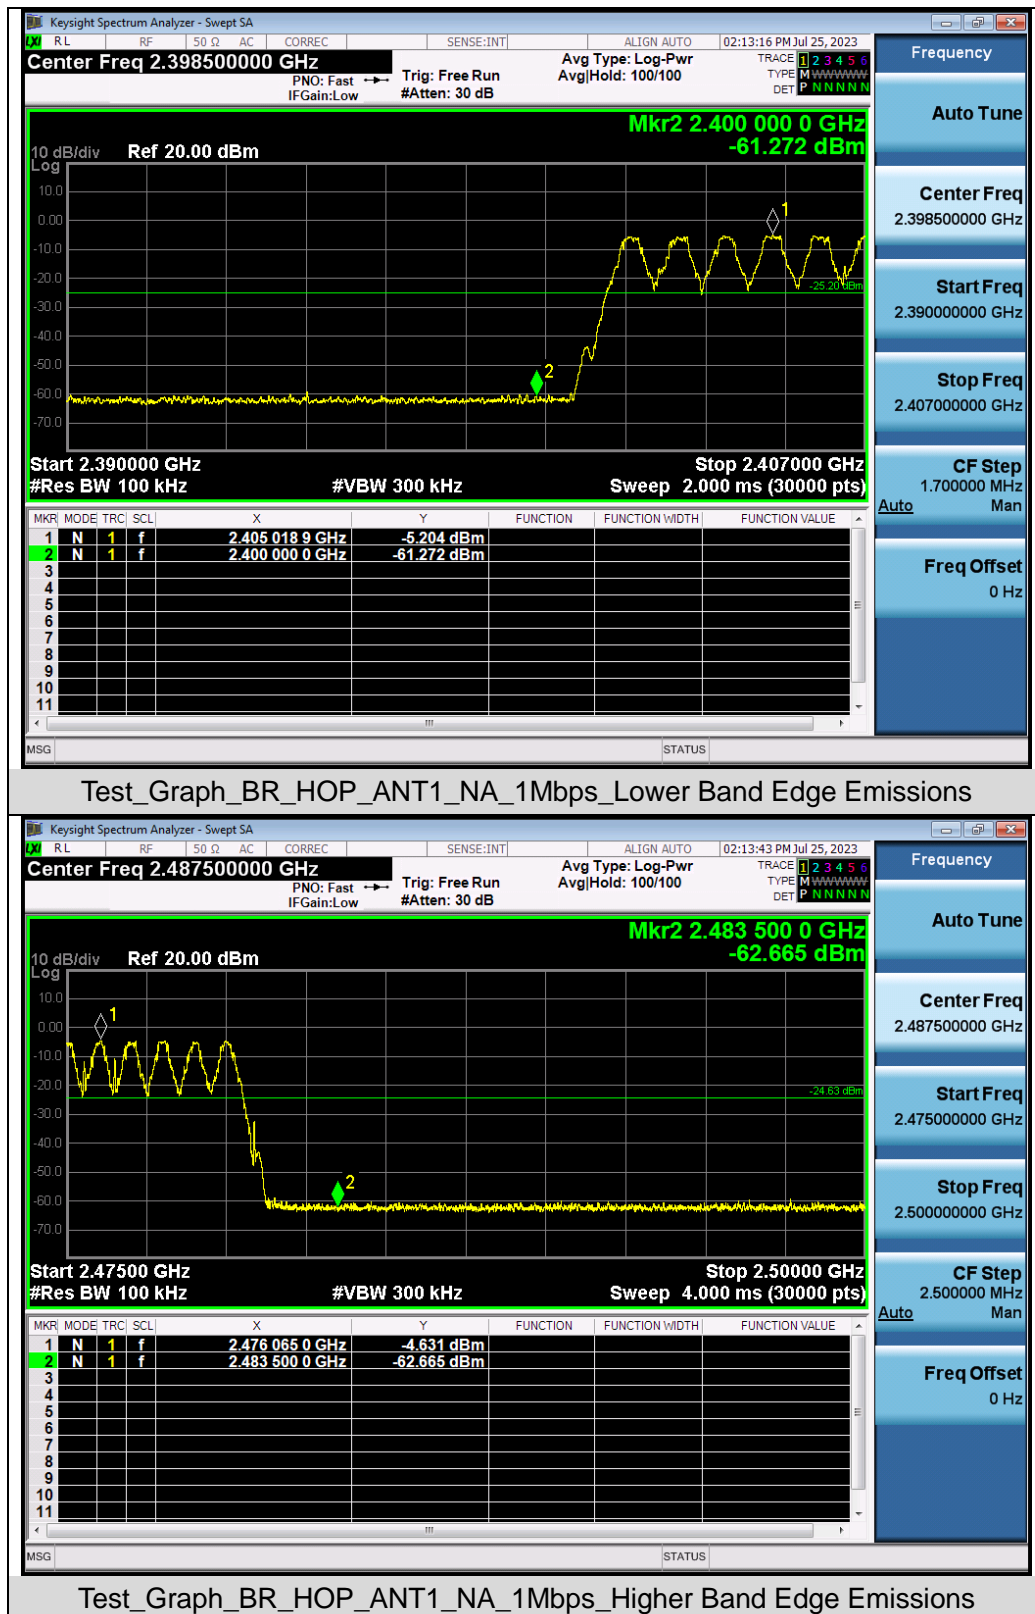 Keysight Spectrum Analyzer - Swept SA
LXI RL RF 50 Ω AC CORREC SENSE:INT ALIGN AUTO 02:13:16 PM Jul 25, 2023
Center Freq 2.398500000 GHz
PNO: Fast
IFGain:Low
Trig: Free Run
#Atten: 30 dB
Avg Type: Log-Pwr
Avg|Hold: 100/100
TRACE 1 2 3 4 5 6
TYPE M W W W W W
DET P N N N N N
Mkr2 2.400 000 0 GHz
-61.272 dBm
10 dB/div Ref 20.00 dBm
Log
10.0
0.00
-10.0
-20.0
-30.0
-40.0
-50.0
-60.0
-70.0
1
-25.20 dBm
2
Start 2.390000 GHz Stop 2.407000 GHz
#Res BW 100 kHz #VBW 300 kHz Sweep 2.000 ms (30000 pts)
MKR MODE TRC SCL X Y FUNCTION FUNCTION WIDTH FUNCTION VALUE
1 N 1 f 2.405 018 9 GHz -5.204 dBm
2 N 1 f 2.400 000 0 GHz -61.272 dBm
3
4
5
6
7
8
9
10
11
MSG STATUS
Frequency
Auto Tune
Center Freq
2.398500000 GHz
Start Freq
2.390000000 GHz
Stop Freq
2.407000000 GHz
CF Step
1.700000 MHz
Auto Man
Freq Offset
0 Hz
Test_Graph_BR_HOP_ANT1_NA_1Mbps_Lower Band Edge Emissions
Keysight Spectrum Analyzer - Swept SA
LXI RL RF 50 Ω AC CORREC SENSE:INT ALIGN AUTO 02:13:43 PM Jul 25, 2023
Center Freq 2.487500000 GHz
PNO: Fast
IFGain:Low
Trig: Free Run
#Atten: 30 dB
Avg Type: Log-Pwr
Avg|Hold: 100/100
TRACE 1 2 3 4 5 6
TYPE M W W W W W
DET P N N N N N
Mkr2 2.483 500 0 GHz
-62.665 dBm
10 dB/div Ref 20.00 dBm
Log
10.0
0.00
-10.0
-20.0
-30.0
-40.0
-50.0
-60.0
-70.0
1
-24.63 dBm
2
Start 2.47500 GHz Stop 2.50000 GHz
#Res BW 100 kHz #VBW 300 kHz Sweep 4.000 ms (30000 pts)
MKR MODE TRC SCL X Y FUNCTION FUNCTION WIDTH FUNCTION VALUE
1 N 1 f 2.476 065 0 GHz -4.631 dBm
2 N 1 f 2.483 500 0 GHz -62.665 dBm
3
4
5
6
7
8
9
10
11
MSG STATUS
Frequency
Auto Tune
Center Freq
2.487500000 GHz
Start Freq
2.475000000 GHz
Stop Freq
2.500000000 GHz
CF Step
2.500000 MHz
Auto Man
Freq Offset
0 Hz
Test_Graph_BR_HOP_ANT1_NA_1Mbps_Higher Band Edge Emissions